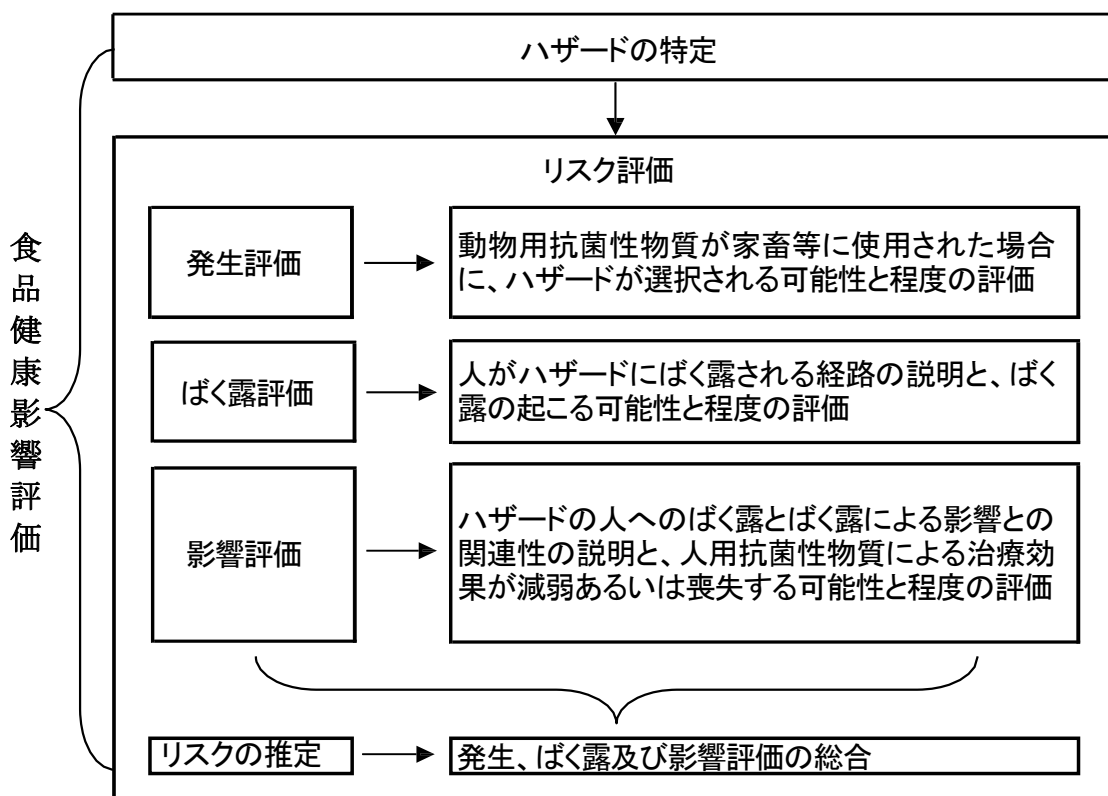 ハザードの特定
リスク評価
食品健康影響評価
発生評価
動物用抗菌性物質が家畜等に使用された場合
に、ハザードが選択される可能性と程度の評価
ばく露評価
人がハザードにばく露される経路の説明と、ばく
露の起こる可能性と程度の評価
影響評価
ハザードの人へのばく露とばく露による影響との
関連性の説明と、人用抗菌性物質による治療効
果が減弱あるいは喪失する可能性と程度の評価
リスクの推定
発生、ばく露及び影響評価の総合